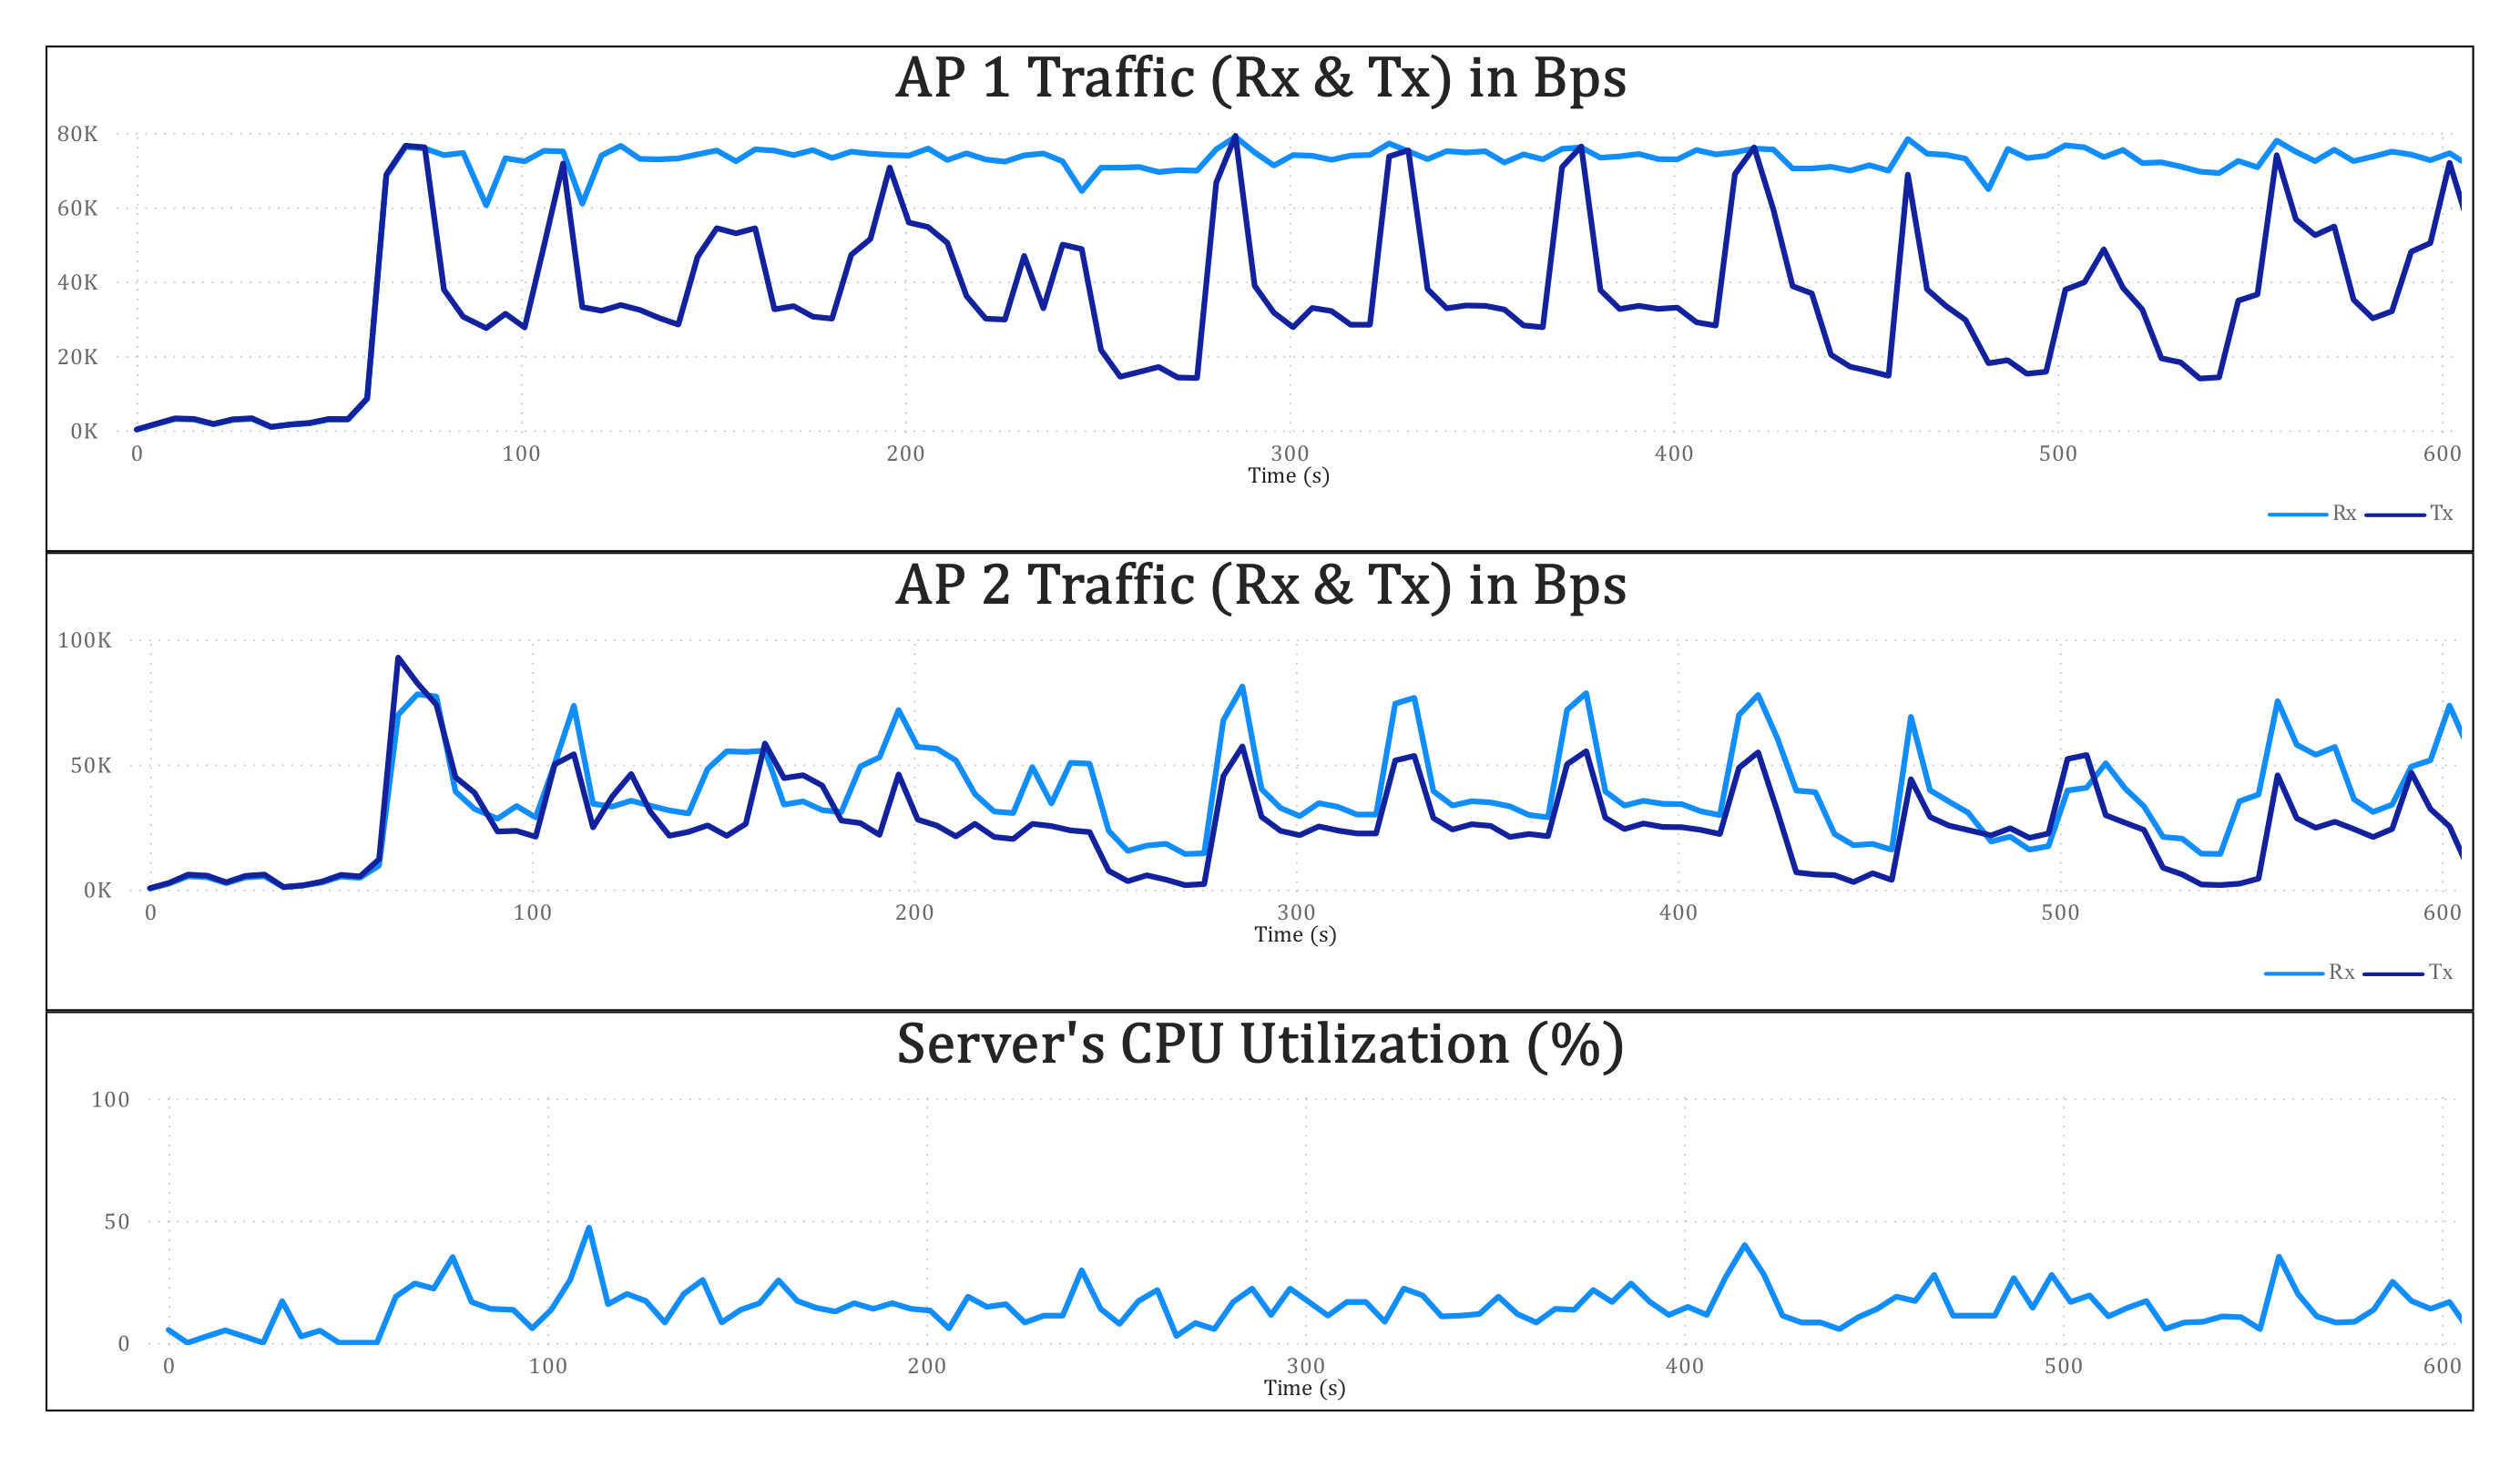 AP 1 Traffic (Rx & Tx) in Bps
80K
60K
40K
20K
0K
0 100 200 300 400 500 600
Time (s)
Rx Tx
AP 2 Traffic (Rx & Tx) in Bps
100K
50K
0K
0 100 200 300 400 500 600
Time (s)
Rx Tx
Server's CPU Utilization (%)
100
50
0
0 100 200 300 400 500 600
Time (s)